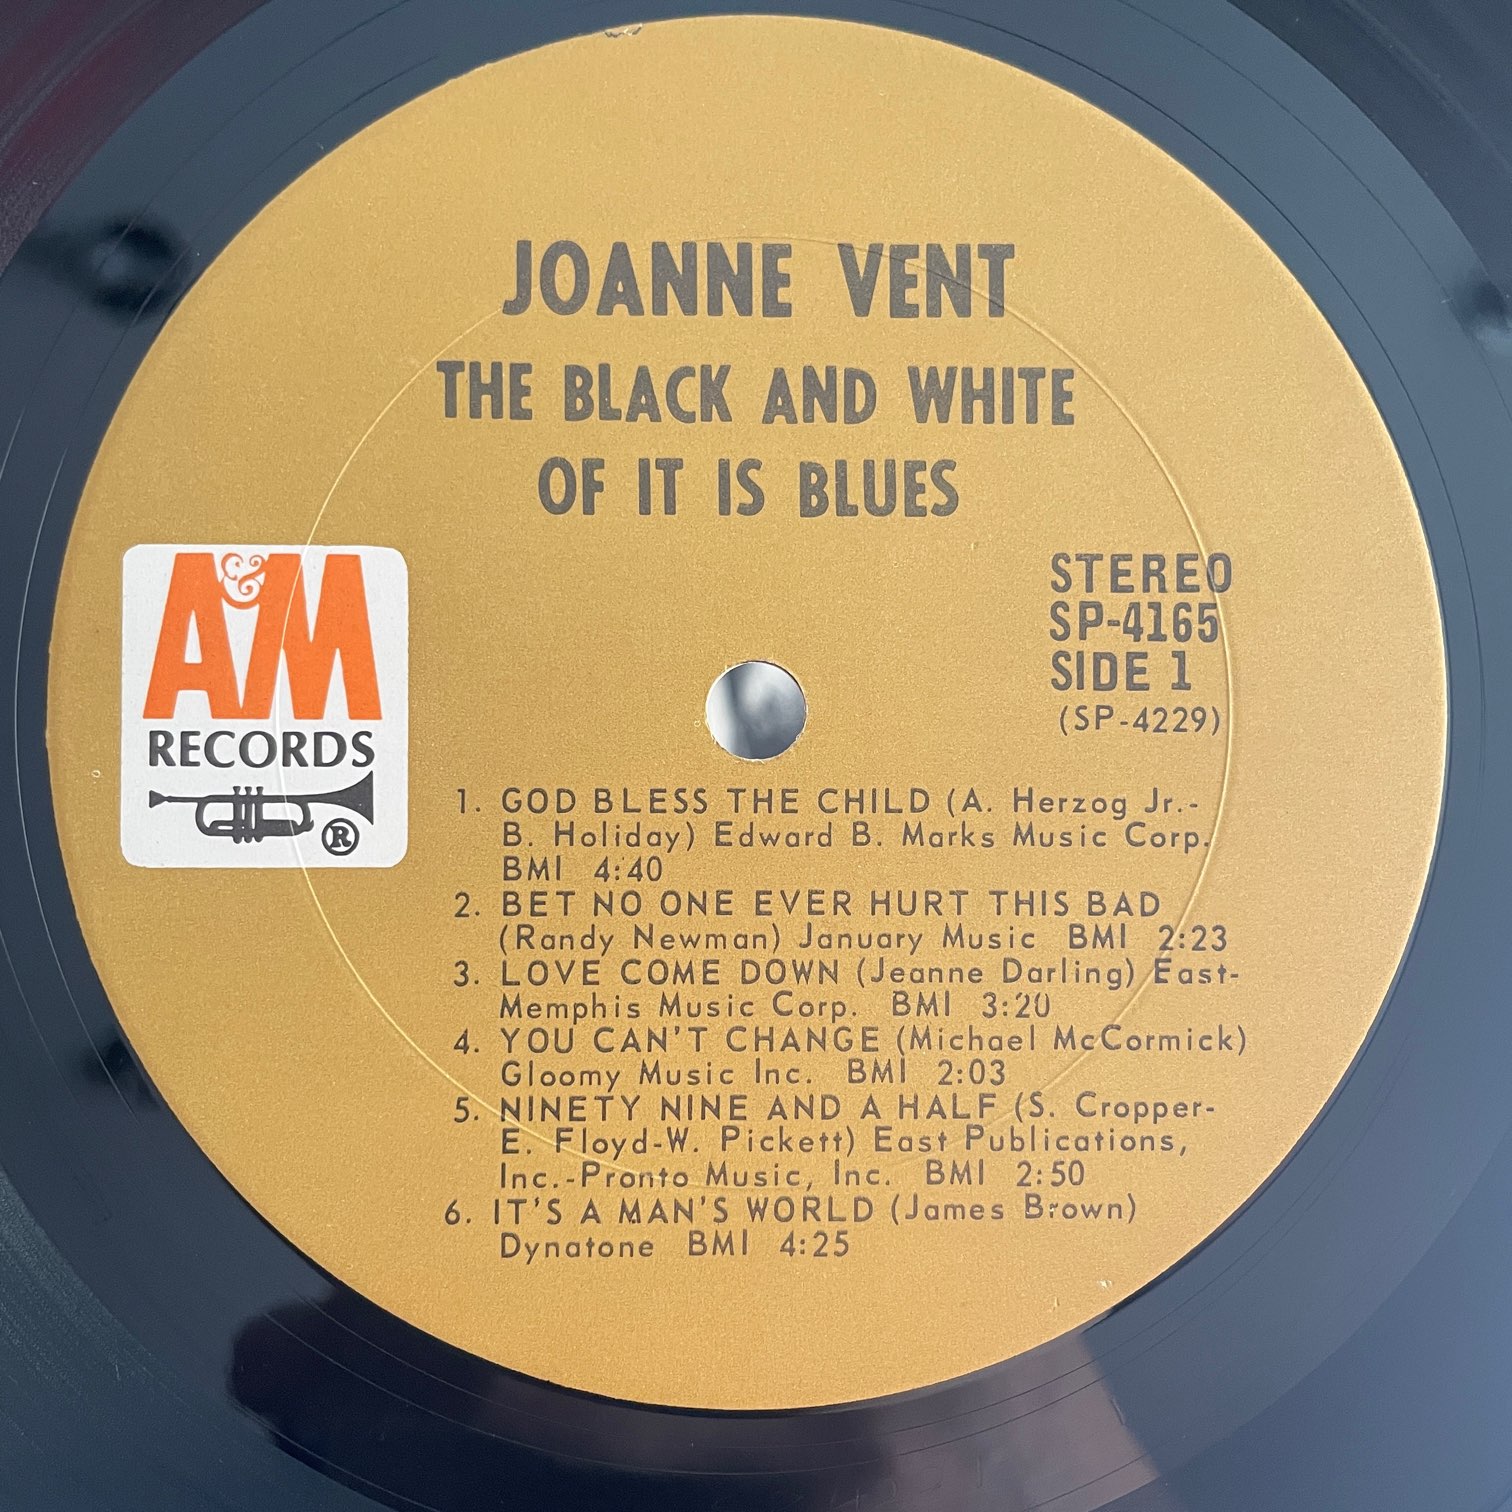 JOANNE VENT
THE BLACK AND WHITE
OF IT IS BLUES
A&M
RECORDS
®
STEREO
SP-4165
SIDE 1
(SP-4229)
1. GOD BLESS THE CHILD (A. Herzog Jr.-
B. Holiday) Edward B. Marks Music Corp.
BMI 4:40
2. BET NO ONE EVER HURT THIS BAD
(Randy Newman) January Music BMI 2:23
3. LOVE COME DOWN (Jeanne Darling) East-
Memphis Music Corp. BMI 3:20
4. YOU CAN'T CHANGE (Michael McCormick)
Gloomy Music Inc. BMI 2:03
5. NINETY NINE AND A HALF (S. Cropper-
E. Floyd-W. Pickett) East Publications,
Inc.-Pronto Music, Inc. BMI 2:50
6. IT'S A MAN'S WORLD (James Brown)
Dynatone BMI 4:25